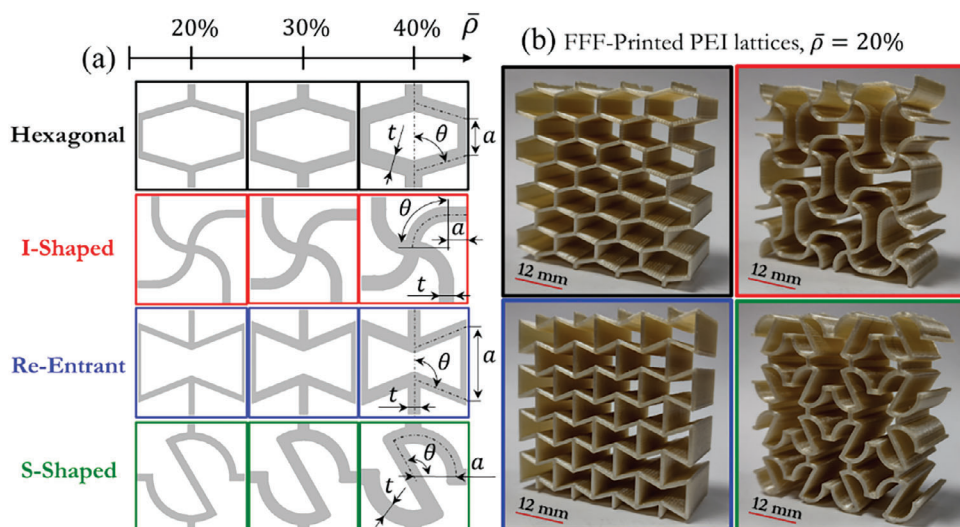 20% 30% 40% ρ̄
(a)
Hexagonal
t θ a
I-Shaped
θ a t
Re-Entrant
θ a t
S-Shaped
t θ a
(b) FFF-Printed PEI lattices, ρ̄ = 20%
12 mm
12 mm
12 mm
12 mm